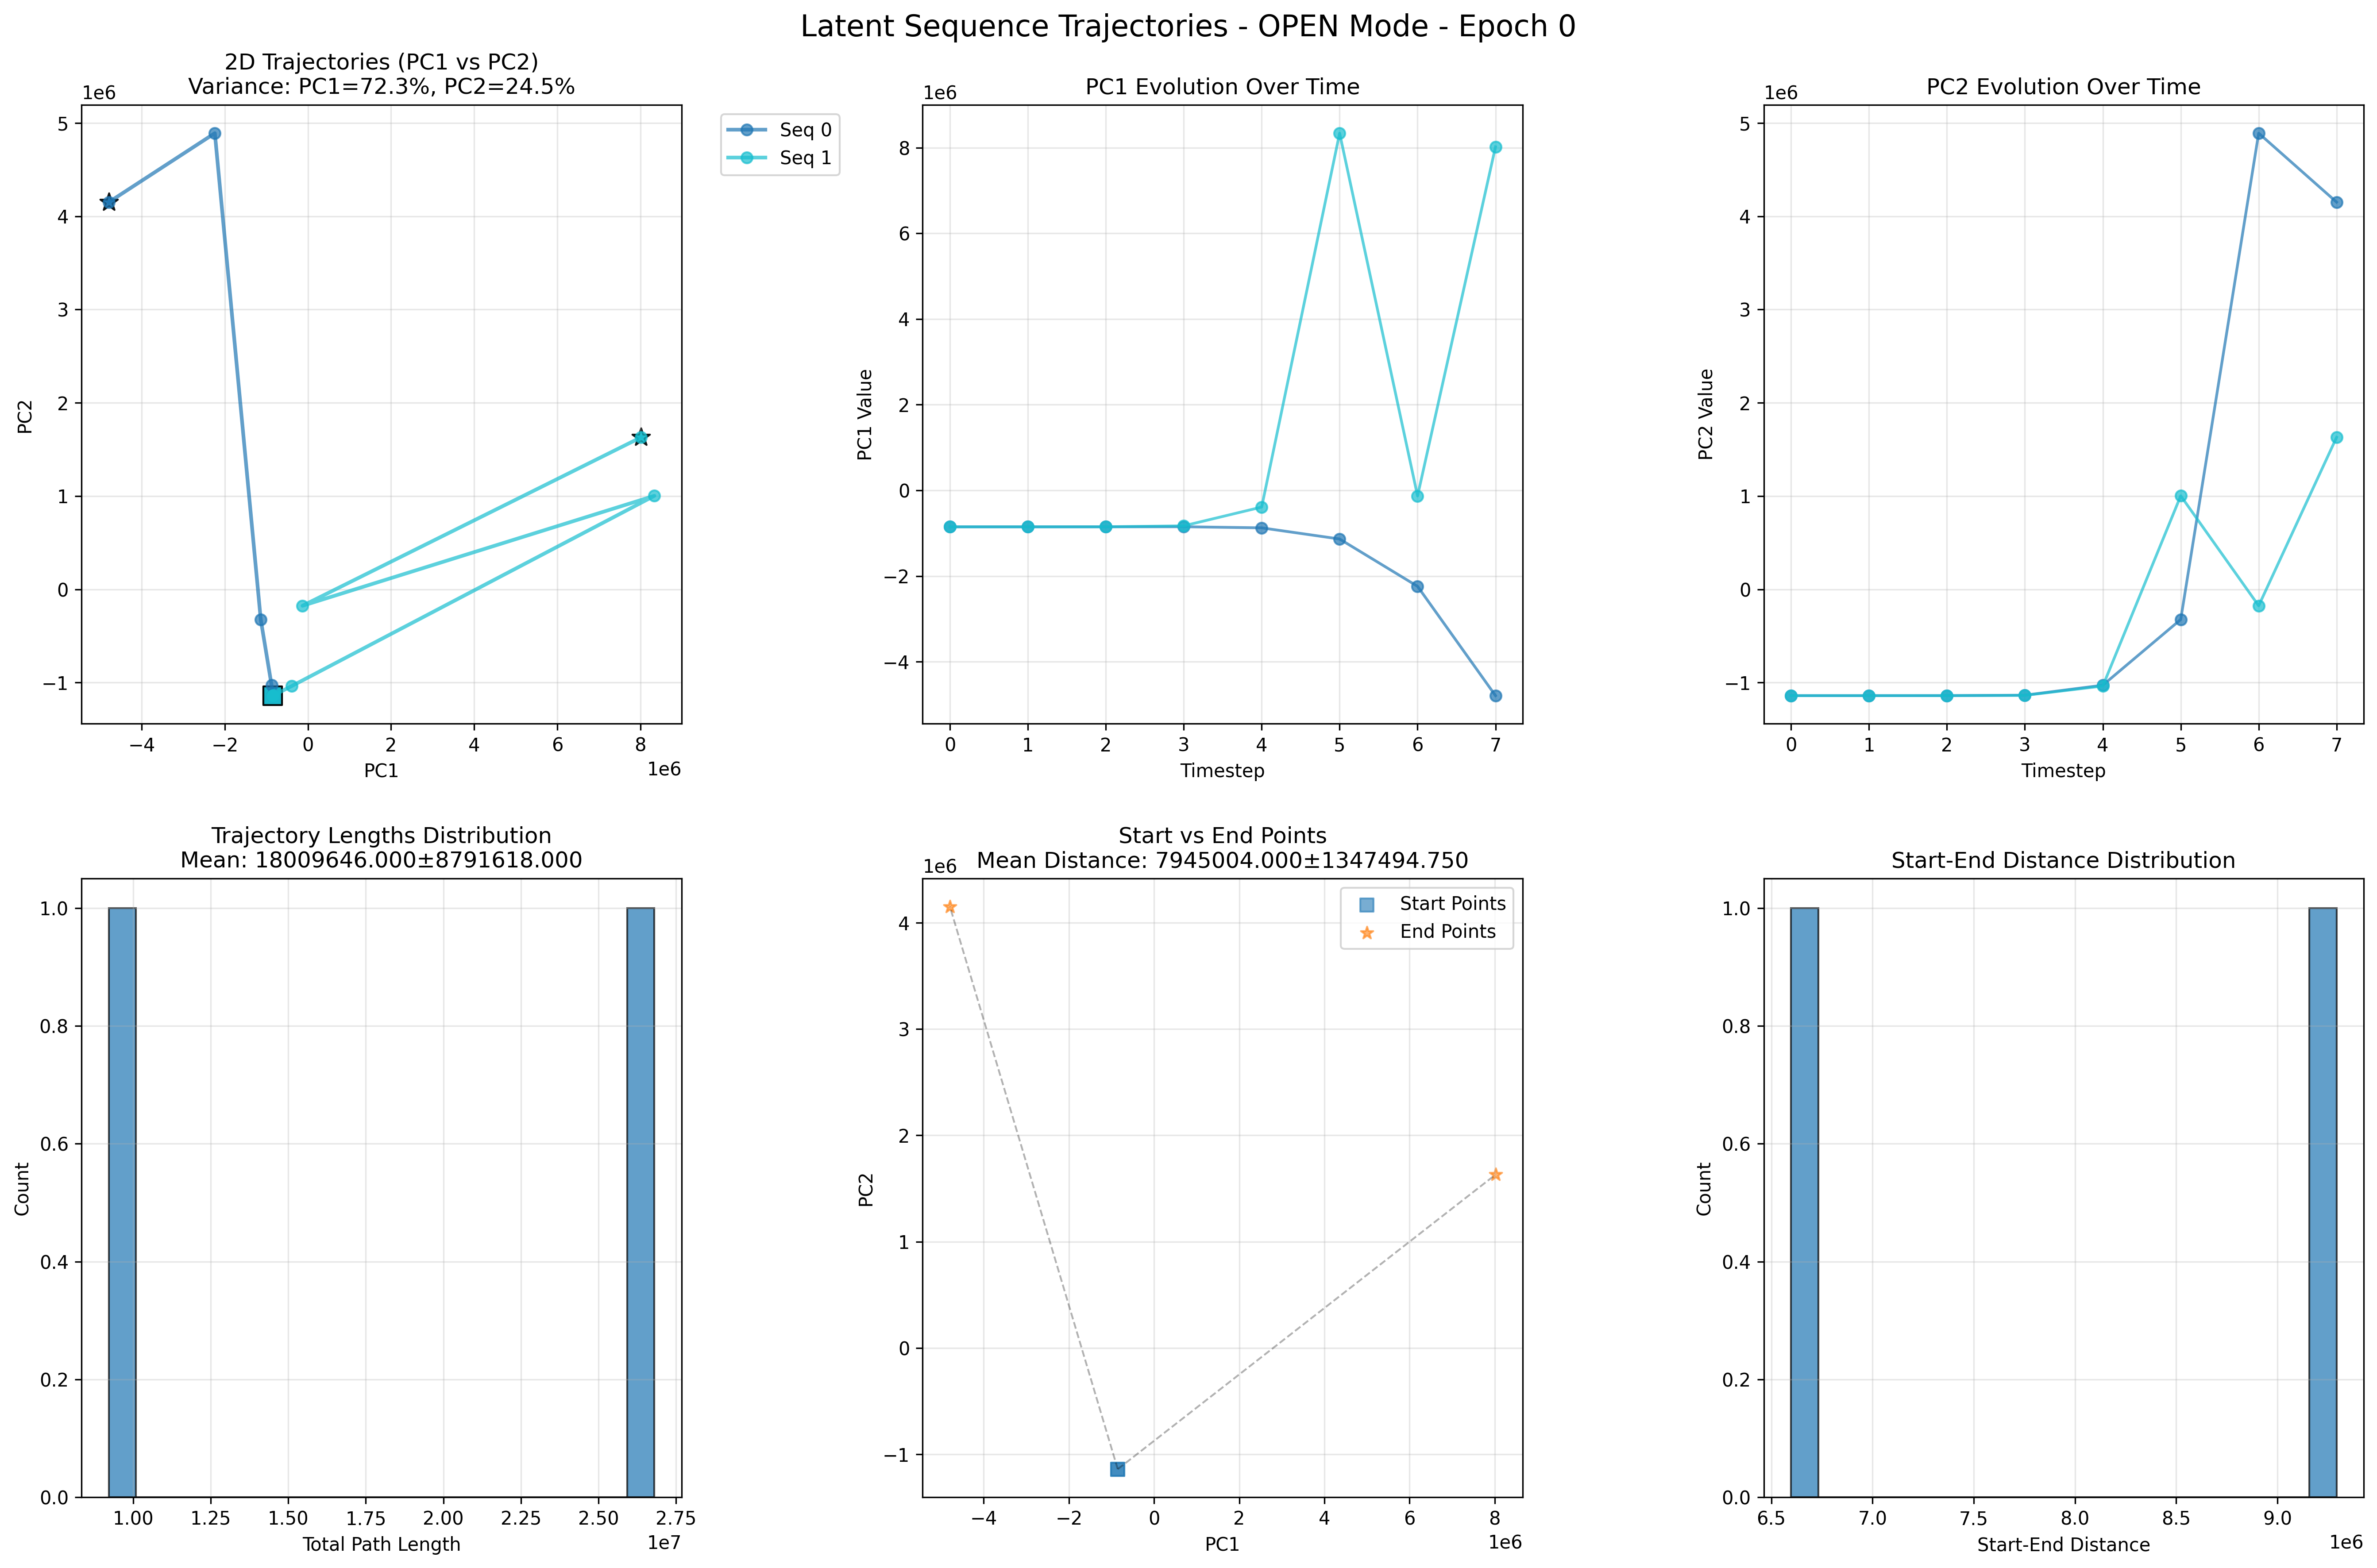 Latent Sequence Trajectories - OPEN Mode - Epoch 0
2D Trajectories (PC1 vs PC2)
Variance: PC1=72.3%, PC2=24.5%
1e6
5
4
3
2
1
0
−1
PC2
−4
−2
0
2
4
6
8
PC1
1e6
Seq 0
Seq 1
PC1 Evolution Over Time
1e6
8
6
4
2
0
−2
−4
PC1 Value
0
1
2
3
4
5
6
7
Timestep
PC2 Evolution Over Time
1e6
5
4
3
2
1
0
−1
PC2 Value
0
1
2
3
4
5
6
7
Timestep
Trajectory Lengths Distribution
Mean: 18009646.000±8791618.000
1.0
0.8
0.6
0.4
0.2
0.0
Count
1.00
1.25
1.50
1.75
2.00
2.25
2.50
2.75
Total Path Length
1e7
Start vs End Points
Mean Distance: 7945004.000±1347494.750
1e6
Start Points
End Points
4
3
2
1
0
−1
PC2
−4
−2
0
2
4
6
8
PC1
1e6
Start-End Distance Distribution
1.0
0.8
0.6
0.4
0.2
0.0
Count
6.5
7.0
7.5
8.0
8.5
9.0
Start-End Distance
1e6